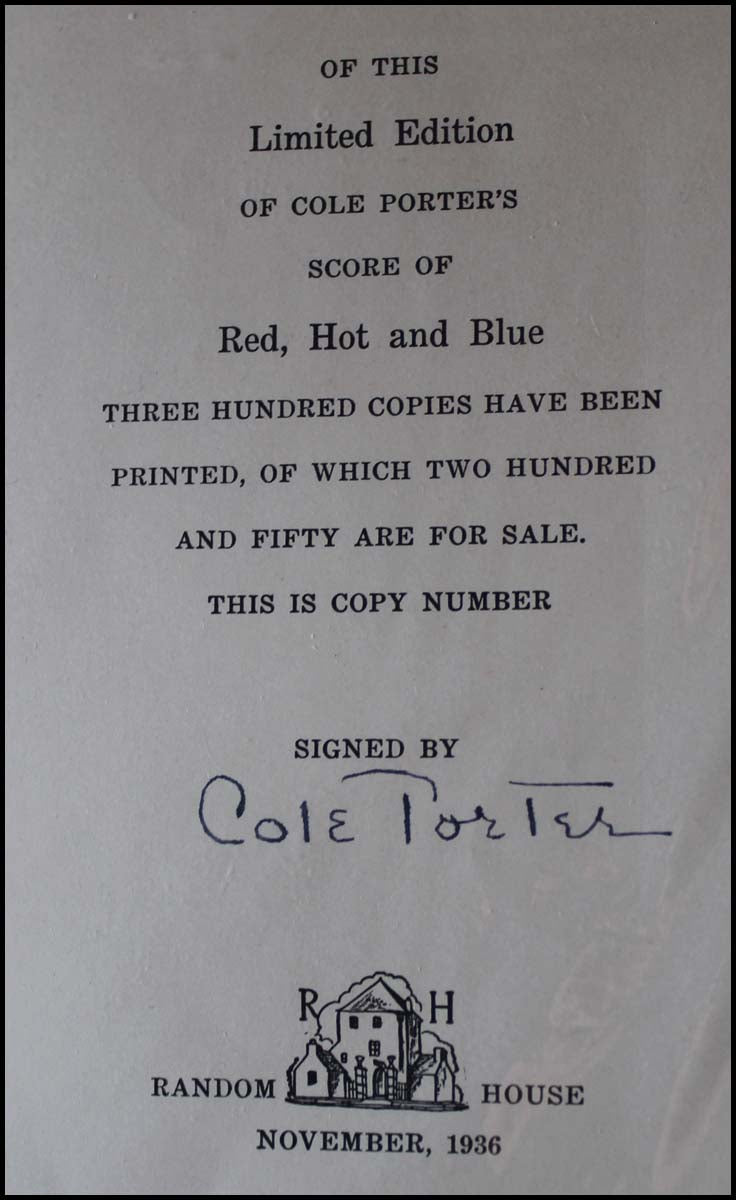 OF THIS
Limited Edition
OF COLE PORTER'S
SCORE OF
Red, Hot and Blue
THREE HUNDRED COPIES HAVE BEEN
PRINTED, OF WHICH TWO HUNDRED
AND FIFTY ARE FOR SALE.
THIS IS COPY NUMBER
SIGNED BY
Cole Porter
R H
RANDOM HOUSE
NOVEMBER, 1936